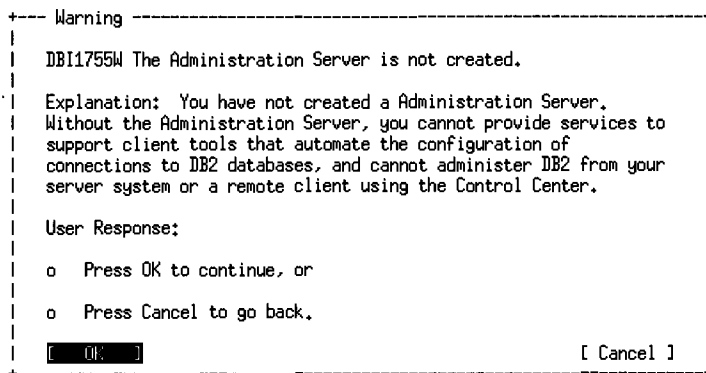 +--- Warning ---
DBI1755W The Administration Server is not created.
Explanation: You have not created a Administration Server.
Without the Administration Server, you cannot provide services to
support client tools that automate the configuration of
connections to DB2 databases, and cannot administer DB2 from your
server system or a remote client using the Control Center.
User Response:
o Press OK to continue, or
o Press Cancel to go back.
[ OK ] [ Cancel ]